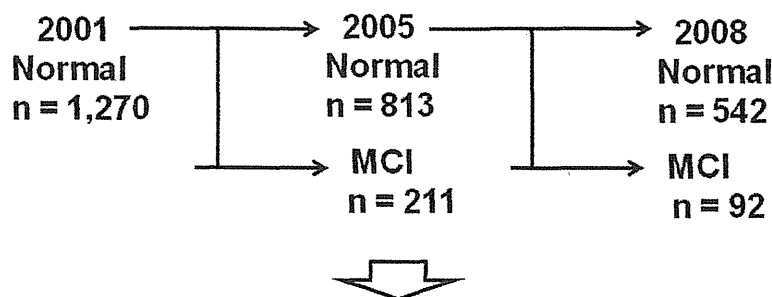 2001
Normal
n = 1,270
2005
Normal
n = 813
MCI
n = 211
2008
Normal
n = 542
MCI
n = 92